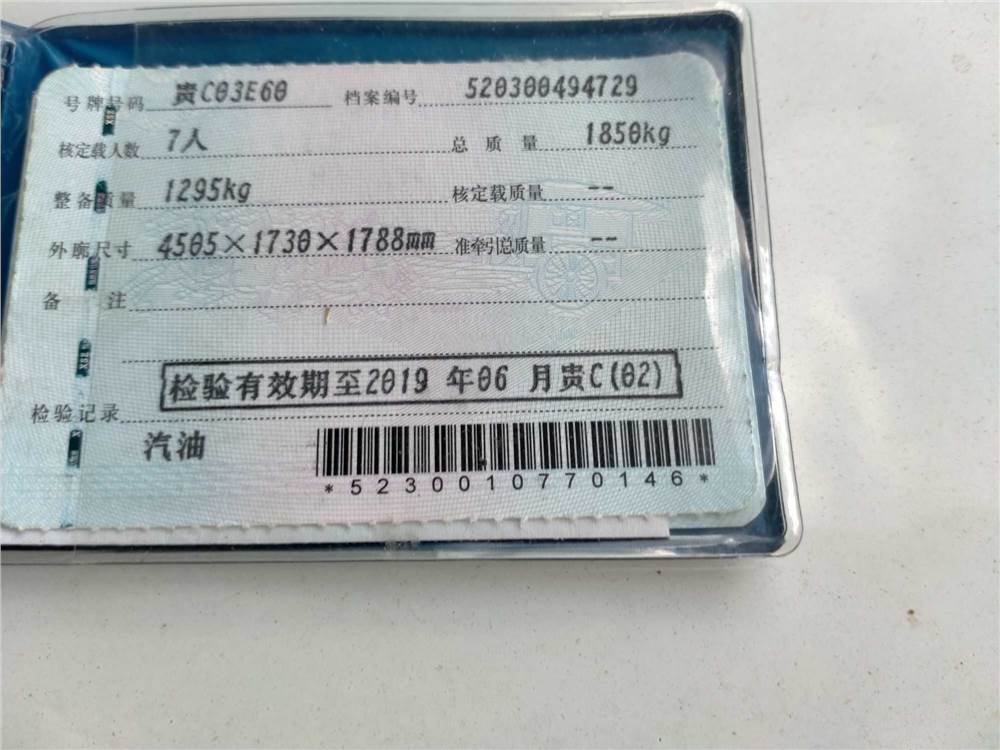 号牌号码 贵C03E60 档案编号 520300494729
核定载人数 7人 总质量 1850kg
整备质量 1295kg 核定载质量 --
外廓尺寸 4505×1730×1788mm 准牵引总质量 --
备注
检验记录 检验有效期至2019 年06 月贵C(02)
汽油
*5230010770146*